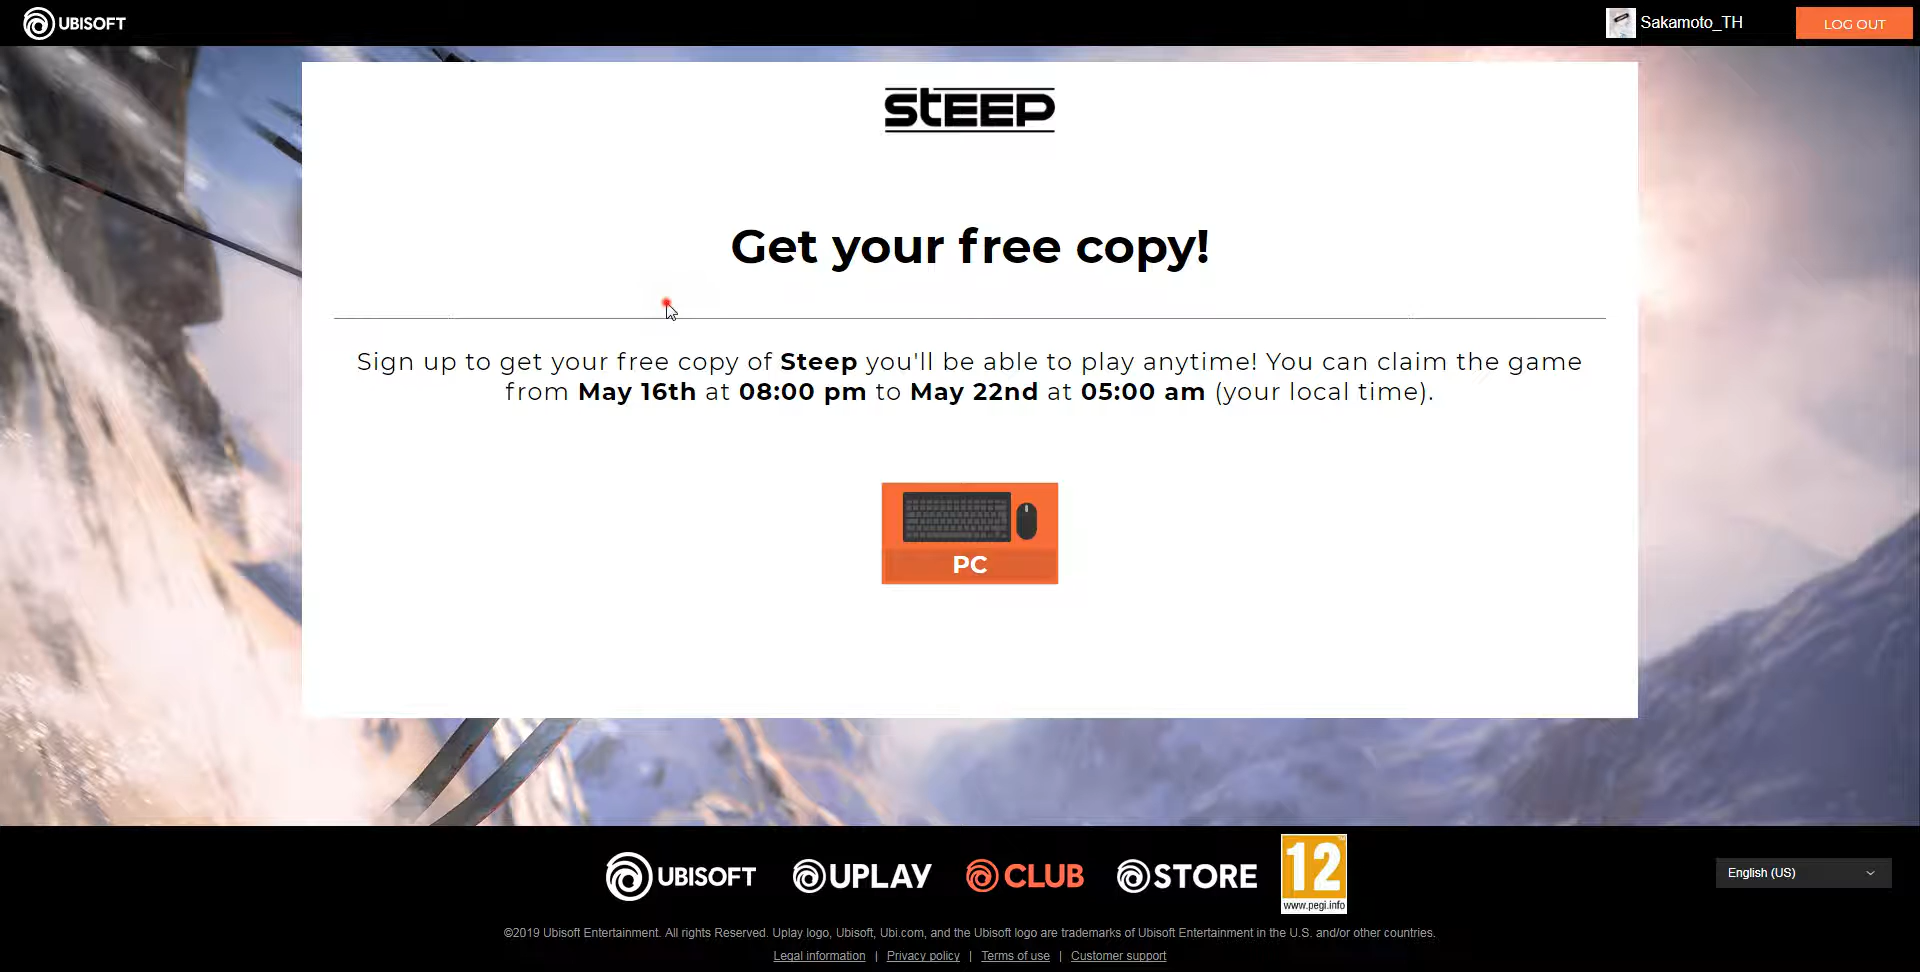 UBISOFT
Sakamoto_TH
LOG OUT
STEEP
Get your free copy!
Sign up to get your free copy of Steep you'll be able to play anytime! You can claim the game
from May 16th at 08:00 pm to May 22nd at 05:00 am (your local time).
PC
UBISOFT UPLAY CLUB STORE 12
www.pegi.info
English (US)
©2019 Ubisoft Entertainment. All rights Reserved. Uplay logo, Ubisoft, Ubi.com, and the Ubisoft logo are trademarks of Ubisoft Entertainment in the U.S. and/or other countries.
Legal information | Privacy policy | Terms of use | Customer support